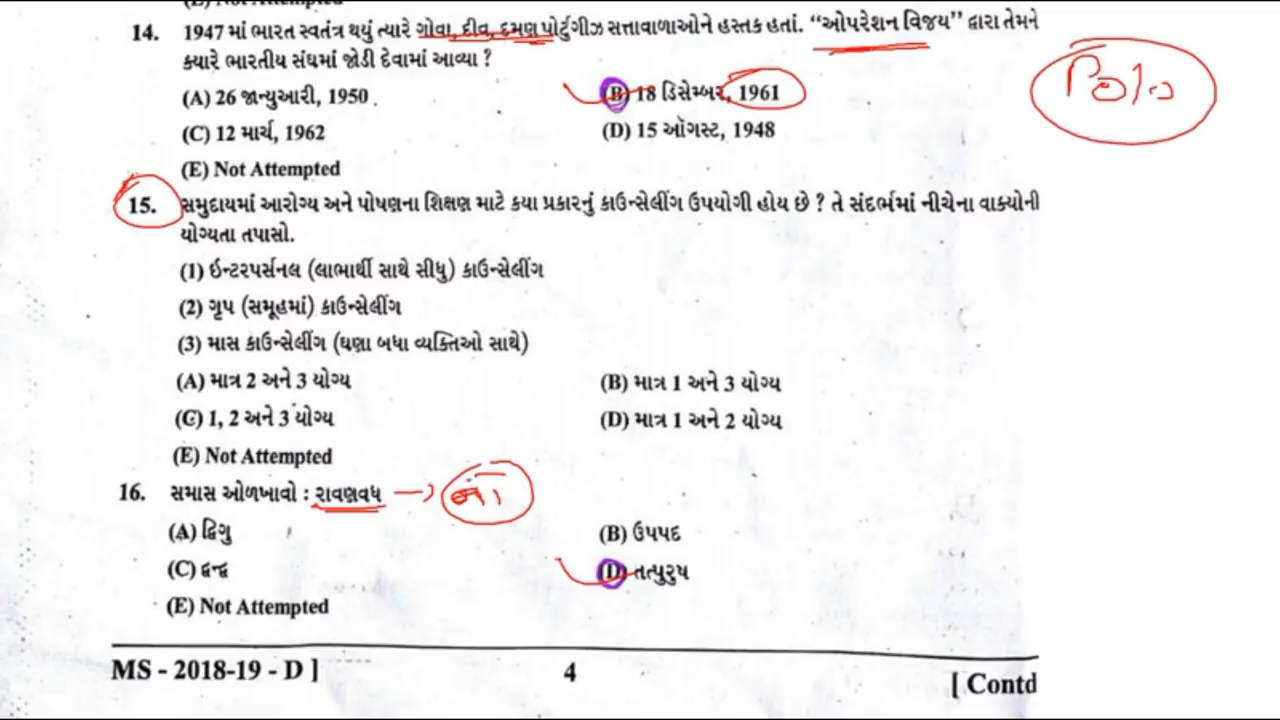 14. 1947 માં ભારત સ્વતંત્ર થયું ત્યારે ગોવા, દીવ, દમણ પોર્ટુગીઝ સત્તાવાળાઓને હસ્તક હતાં. “ઓપરેશન વિજય” દ્વારા તેમને
ક્યારે ભારતીય સંઘમાં જોડી દેવામાં આવ્યા ?
(A) 26 જાન્યુઆરી, 1950 (B) 18 ડિસેમ્બર, 1961
(C) 12 માર્ચ, 1962 (D) 15 ઑગસ્ટ, 1948
(E) Not Attempted
15. સમુદાયમાં આરોગ્ય અને પોષણના શિક્ષણ માટે કયા પ્રકારનું કાઉન્સેલીંગ ઉપયોગી હોય છે ? તે સંદર્ભમાં નીચેના વાક્યોની
યોગ્યતા તપાસો.
(1) ઇન્ટરપર્સનલ (લાભાર્થી સાથે સીધુ) કાઉન્સેલીંગ
(2) ગૃપ (સમૂહમાં) કાઉન્સેલીંગ
(3) માસ કાઉન્સેલીંગ (ઘણા બધા વ્યક્તિઓ સાથે)
(A) માત્ર 2 અને 3 યોગ્ય (B) માત્ર 1 અને 3 યોગ્ય
(C) 1, 2 અને 3 યોગ્ય (D) માત્ર 1 અને 2 યોગ્ય
(E) Not Attempted
16. સમાસ ઓળખાવો : રાવણવધ
(A) દ્વિગુ (B) ઉપપદ
(C) દ્વન્દ્વ (D) તત્પુરુષ
(E) Not Attempted
MS - 2018-19 - D ] 4 [ Contd